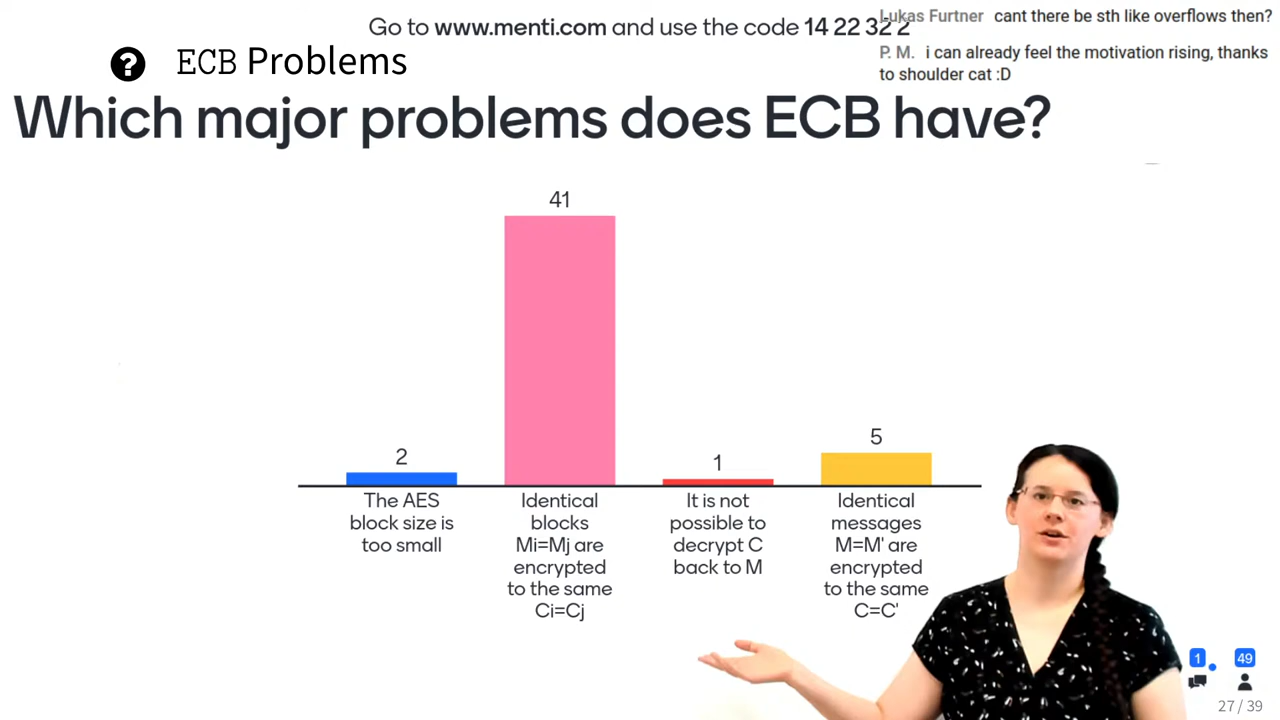 Go to www.menti.com and use the code 14 22 32 2
Lukas Furtner cant there be sth like overflows then?
P. M. i can already feel the motivation rising, thanks
to shoulder cat :D
? ECB Problems
Which major problems does ECB have?
41
2
1
5
The AES
block size is
too small
Identical
blocks
Mi=Mj are
encrypted
to the same
Ci=Cj
It is not
possible to
decrypt C
back to M
Identical
messages
M=M' are
encrypted
to the same
C=C'
1
49
27 / 39